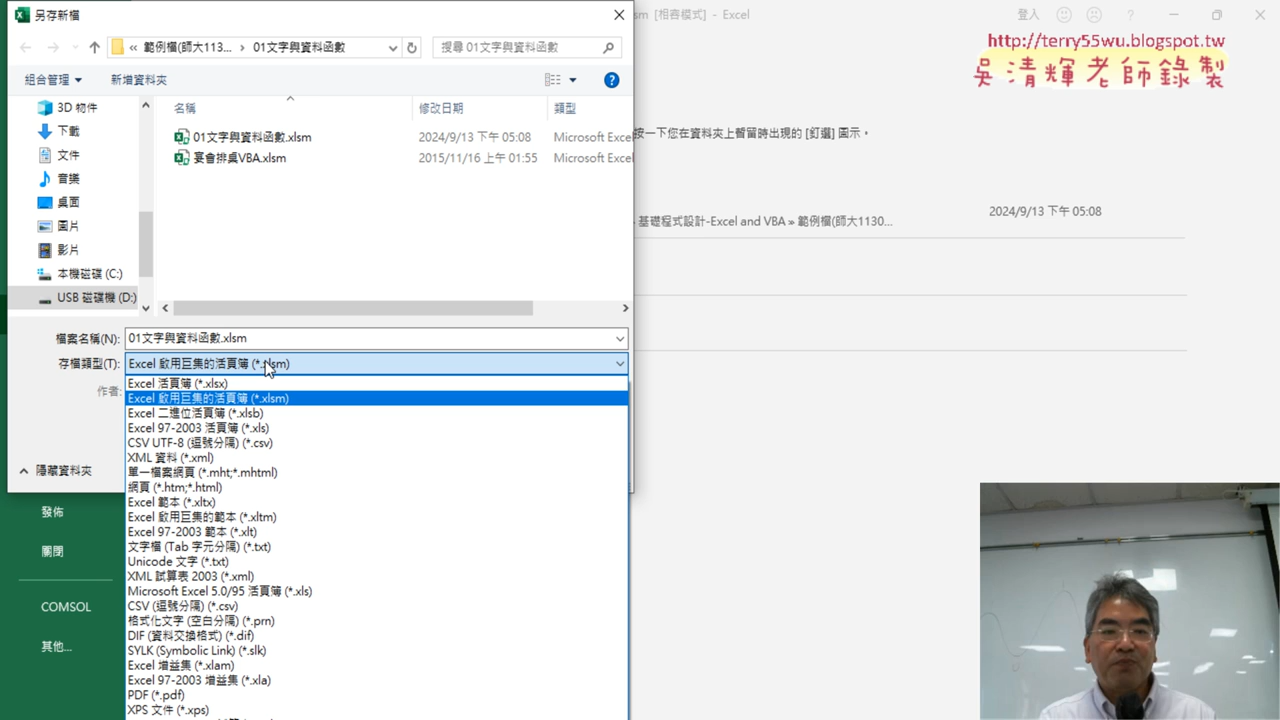 另存新檔
sm [相容模式] - Excel
登入
http://terry55wu.blogspot.tw
吳清輝老師錄製
« 範例檔(師大113... › 01文字與資料函數
搜尋 01文字與資料函數
組合管理
新增資料夾
3D 物件
下載
文件
音樂
桌面
圖片
影片
本機磁碟 (C:)
USB 磁碟機 (D:)
名稱
修改日期
類型
01文字與資料函數.xlsm
2024/9/13 下午 05:08
Microsoft Exce
宴會排桌VBA.xlsm
2015/11/16 上午 01:55
Microsoft Exce
按一下您在資料夾上暫留時出現的 [釘選] 圖示。
基礎程式設計-Excel and VBA » 範例檔(師大1130...
2024/9/13 下午 05:08
檔案名稱(N):
01文字與資料函數.xlsm
存檔類型(T):
Excel 啟用巨集的活頁簿 (*.xlsm)
作者:
Excel 活頁簿 (*.xlsx)
Excel 啟用巨集的活頁簿 (*.xlsm)
Excel 二進位活頁簿 (*.xlsb)
Excel 97-2003 活頁簿 (*.xls)
CSV UTF-8 (逗號分隔) (*.csv)
XML 資料 (*.xml)
單一檔案網頁 (*.mht;*.mhtml)
網頁 (*.htm;*.html)
Excel 範本 (*.xltx)
Excel 啟用巨集的範本 (*.xltm)
Excel 97-2003 範本 (*.xlt)
文字檔 (Tab 字元分隔) (*.txt)
Unicode 文字 (*.txt)
XML 試算表 2003 (*.xml)
Microsoft Excel 5.0/95 活頁簿 (*.xls)
CSV (逗號分隔) (*.csv)
格式化文字 (空白分隔) (*.prn)
DIF (資料交換格式) (*.dif)
SYLK (Symbolic Link) (*.slk)
Excel 增益集 (*.xlam)
Excel 97-2003 增益集 (*.xla)
PDF (*.pdf)
XPS 文件 (*.xps)
隱藏資料夾
發佈
關閉
COMSOL
其他...